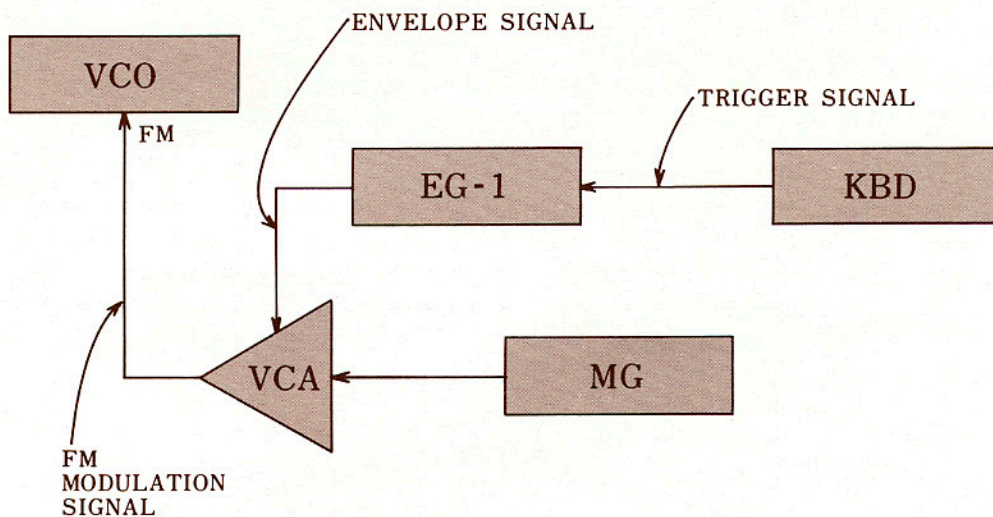 ENVELOPE SIGNAL
VCO
TRIGGER SIGNAL
FM
EG-1
KBD
VCA
MG
FM
MODULATION
SIGNAL